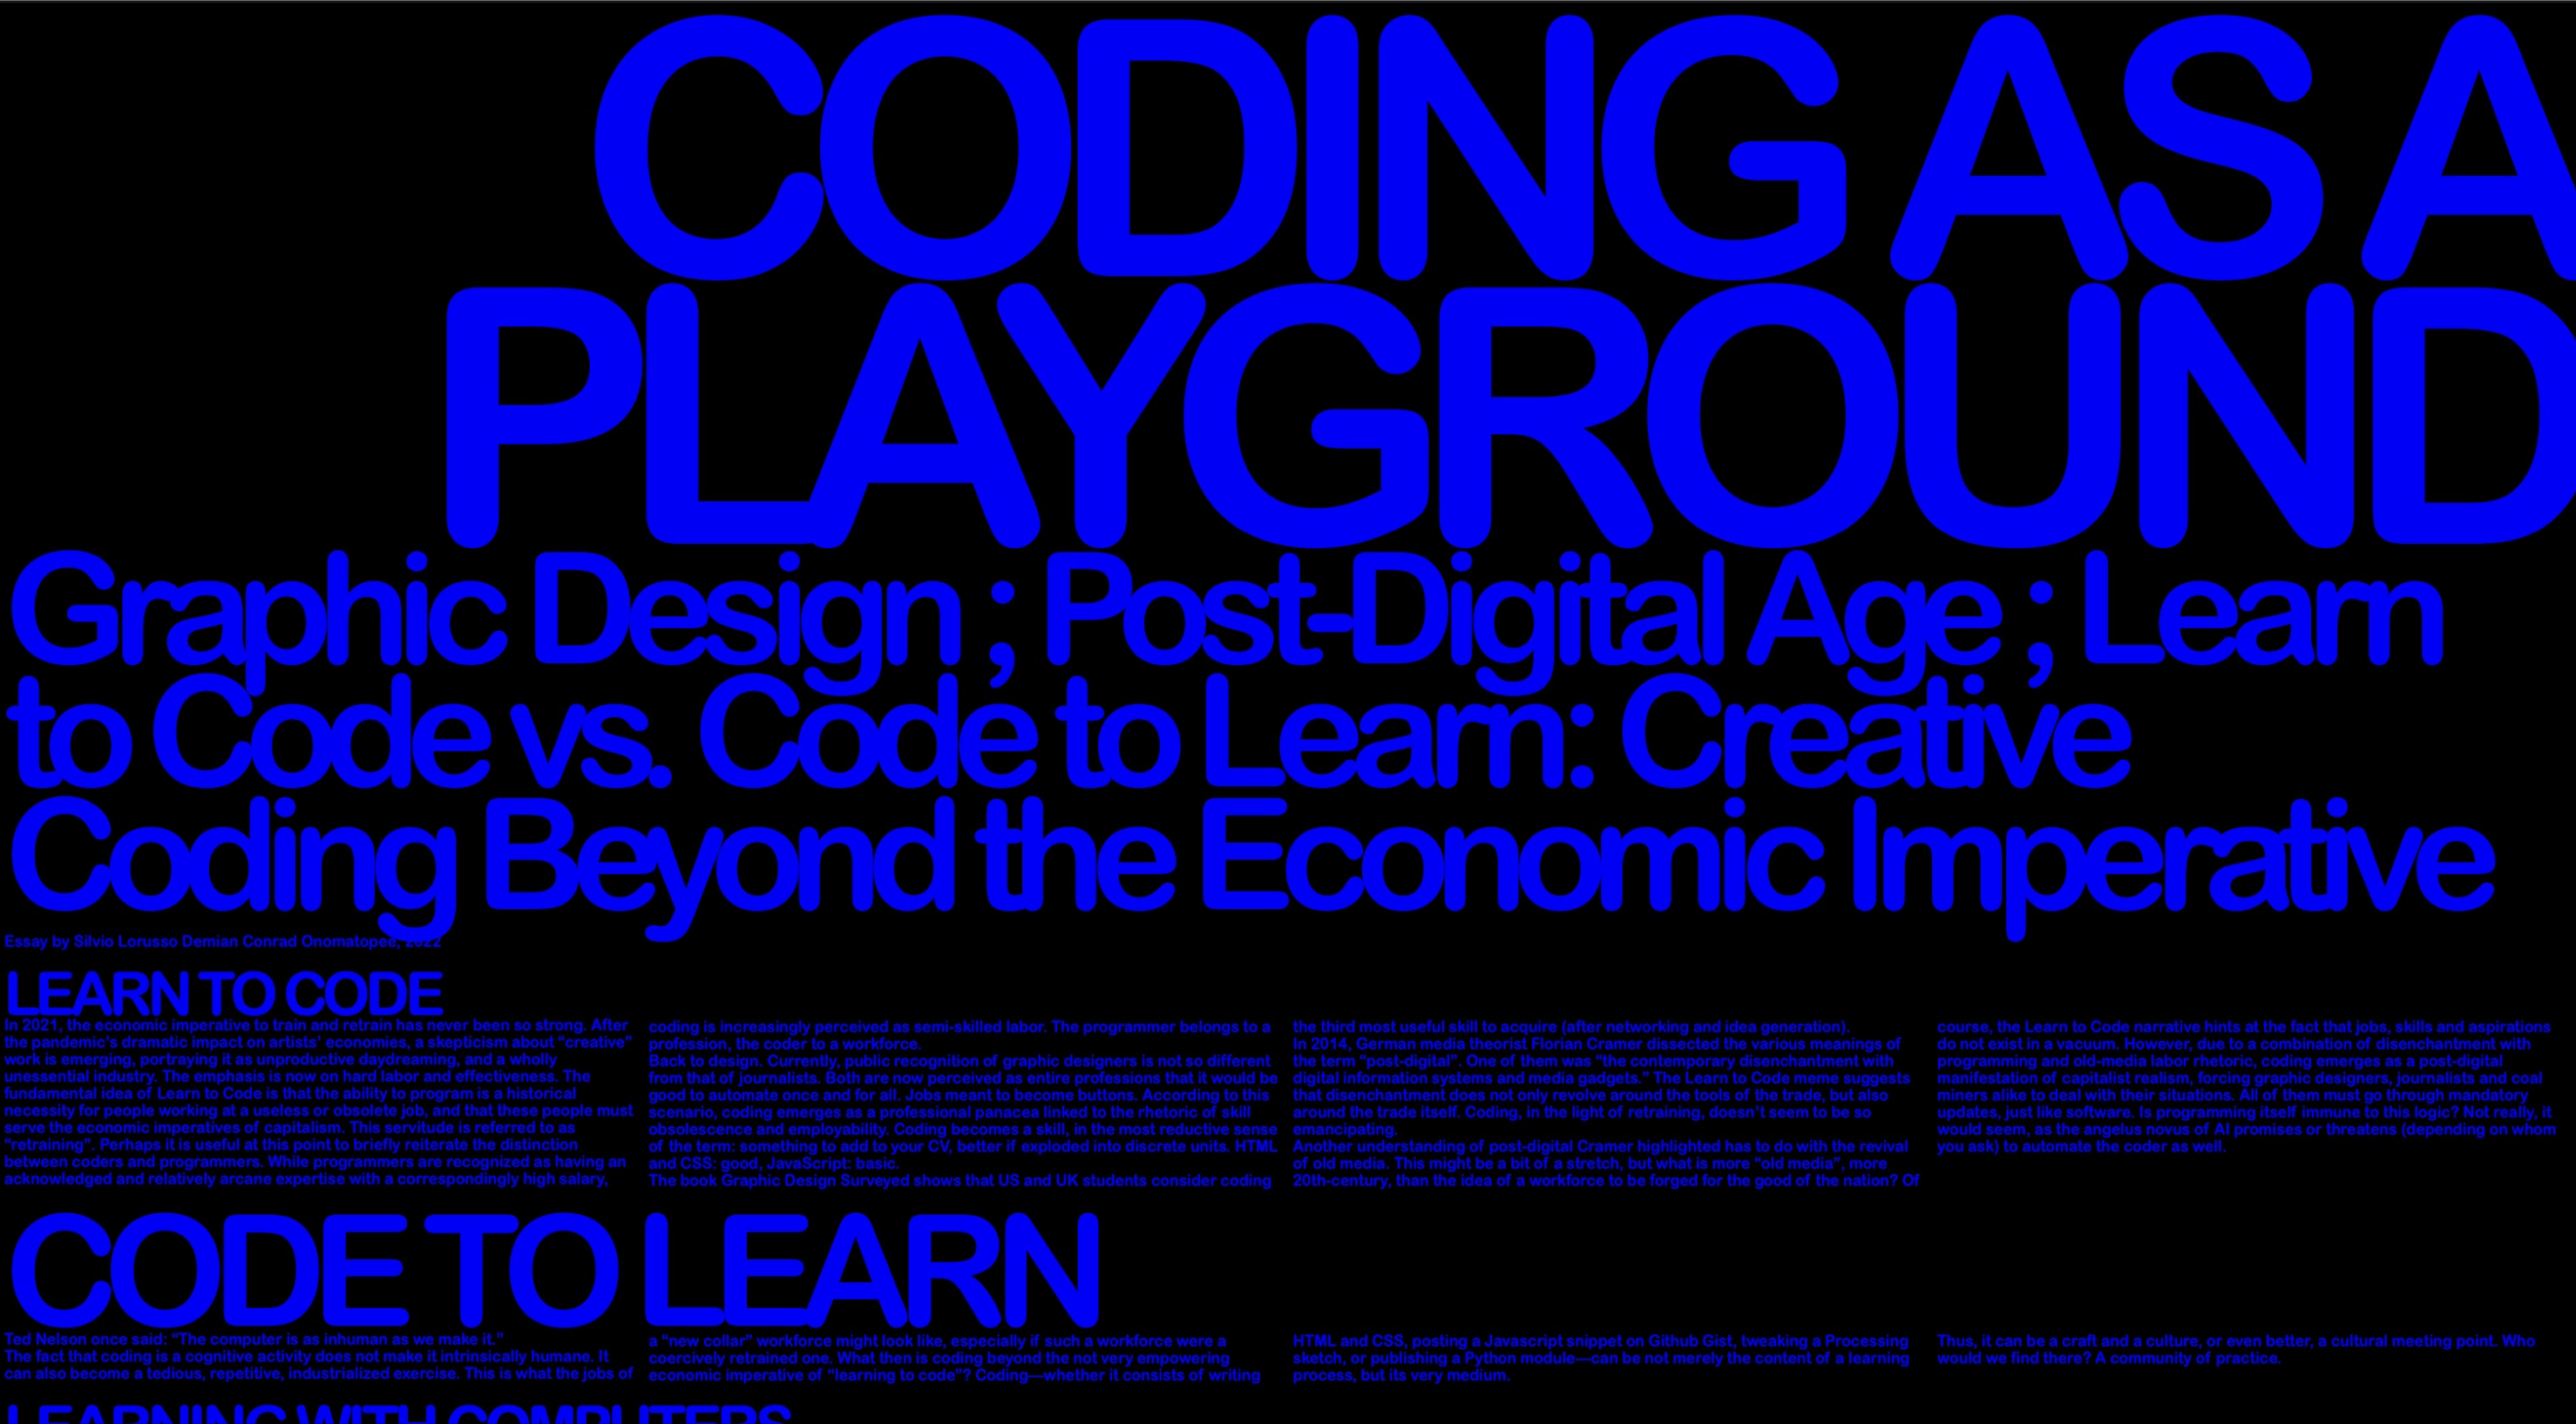 CODING AS A
PLAYGROUND
Graphic Design ; Post-Digital Age ; Learn
to Code vs. Code to Learn: Creative
Coding Beyond the Economic Imperative
Essay by Silvio Lorusso Demian Conrad Onomatopee, 2022
LEARN TO CODE
In 2021, the economic imperative to train and retrain has never been so strong. After
the pandemic's dramatic impact on artists' economies, a skepticism about “creative”
work is emerging, portraying it as unproductive daydreaming, and a wholly
unessential industry. The emphasis is now on hard labor and effectiveness. The
fundamental idea of Learn to Code is that the ability to program is a historical
necessity for people working at a useless or obsolete job, and that these people must
serve the economic imperatives of capitalism. This servitude is referred to as
“retraining”. Perhaps it is useful at this point to briefly reiterate the distinction
between coders and programmers. While programmers are recognized as having an
acknowledged and relatively arcane expertise with a correspondingly high salary,
coding is increasingly perceived as semi-skilled labor. The programmer belongs to a
profession, the coder to a workforce.
Back to design. Currently, public recognition of graphic designers is not so different
from that of journalists. Both are now perceived as entire professions that it would be
good to automate once and for all. Jobs meant to become buttons. According to this
scenario, coding emerges as a professional panacea linked to the rhetoric of skill
obsolescence and employability. Coding becomes a skill, in the most reductive sense
of the term: something to add to your CV, better if exploded into discrete units. HTML
and CSS: good, JavaScript: basic.
The book Graphic Design Surveyed shows that US and UK students consider coding
the third most useful skill to acquire (after networking and idea generation).
In 2014, German media theorist Florian Cramer dissected the various meanings of
the term “post-digital”. One of them was “the contemporary disenchantment with
digital information systems and media gadgets.” The Learn to Code meme suggests
that disenchantment does not only revolve around the tools of the trade, but also
around the trade itself. Coding, in the light of retraining, doesn't seem to be so
emancipating.
Another understanding of post-digital Cramer highlighted has to do with the revival
of old media. This might be a bit of a stretch, but what is more “old media”, more
20th-century, than the idea of a workforce to be forged for the good of the nation? Of
course, the Learn to Code narrative hints at the fact that jobs, skills and aspirations
do not exist in a vacuum. However, due to a combination of disenchantment with
programming and old-media labor rhetoric, coding emerges as a post-digital
manifestation of capitalist realism, forcing graphic designers, journalists and coal
miners alike to deal with their situations. All of them must go through mandatory
updates, just like software. Is programming itself immune to this logic? Not really, it
would seem, as the angelus novus of AI promises or threatens (depending on whom
you ask) to automate the coder as well.
CODE TO LEARN
Ted Nelson once said: “The computer is as inhuman as we make it.”
The fact that coding is a cognitive activity does not make it intrinsically humane. It
can also become a tedious, repetitive, industrialized exercise. This is what the jobs of
a “new collar” workforce might look like, especially if such a workforce were a
coercively retrained one. What then is coding beyond the not very empowering
economic imperative of “learning to code”? Coding—whether it consists of writing
HTML and CSS, posting a Javascript snippet on Github Gist, tweaking a Processing
sketch, or publishing a Python module—can be not merely the content of a learning
process, but its very medium.
Thus, it can be a craft and a culture, or even better, a cultural meeting point. Who
would we find there? A community of practice.
LEARNING WITH COMPUTERS